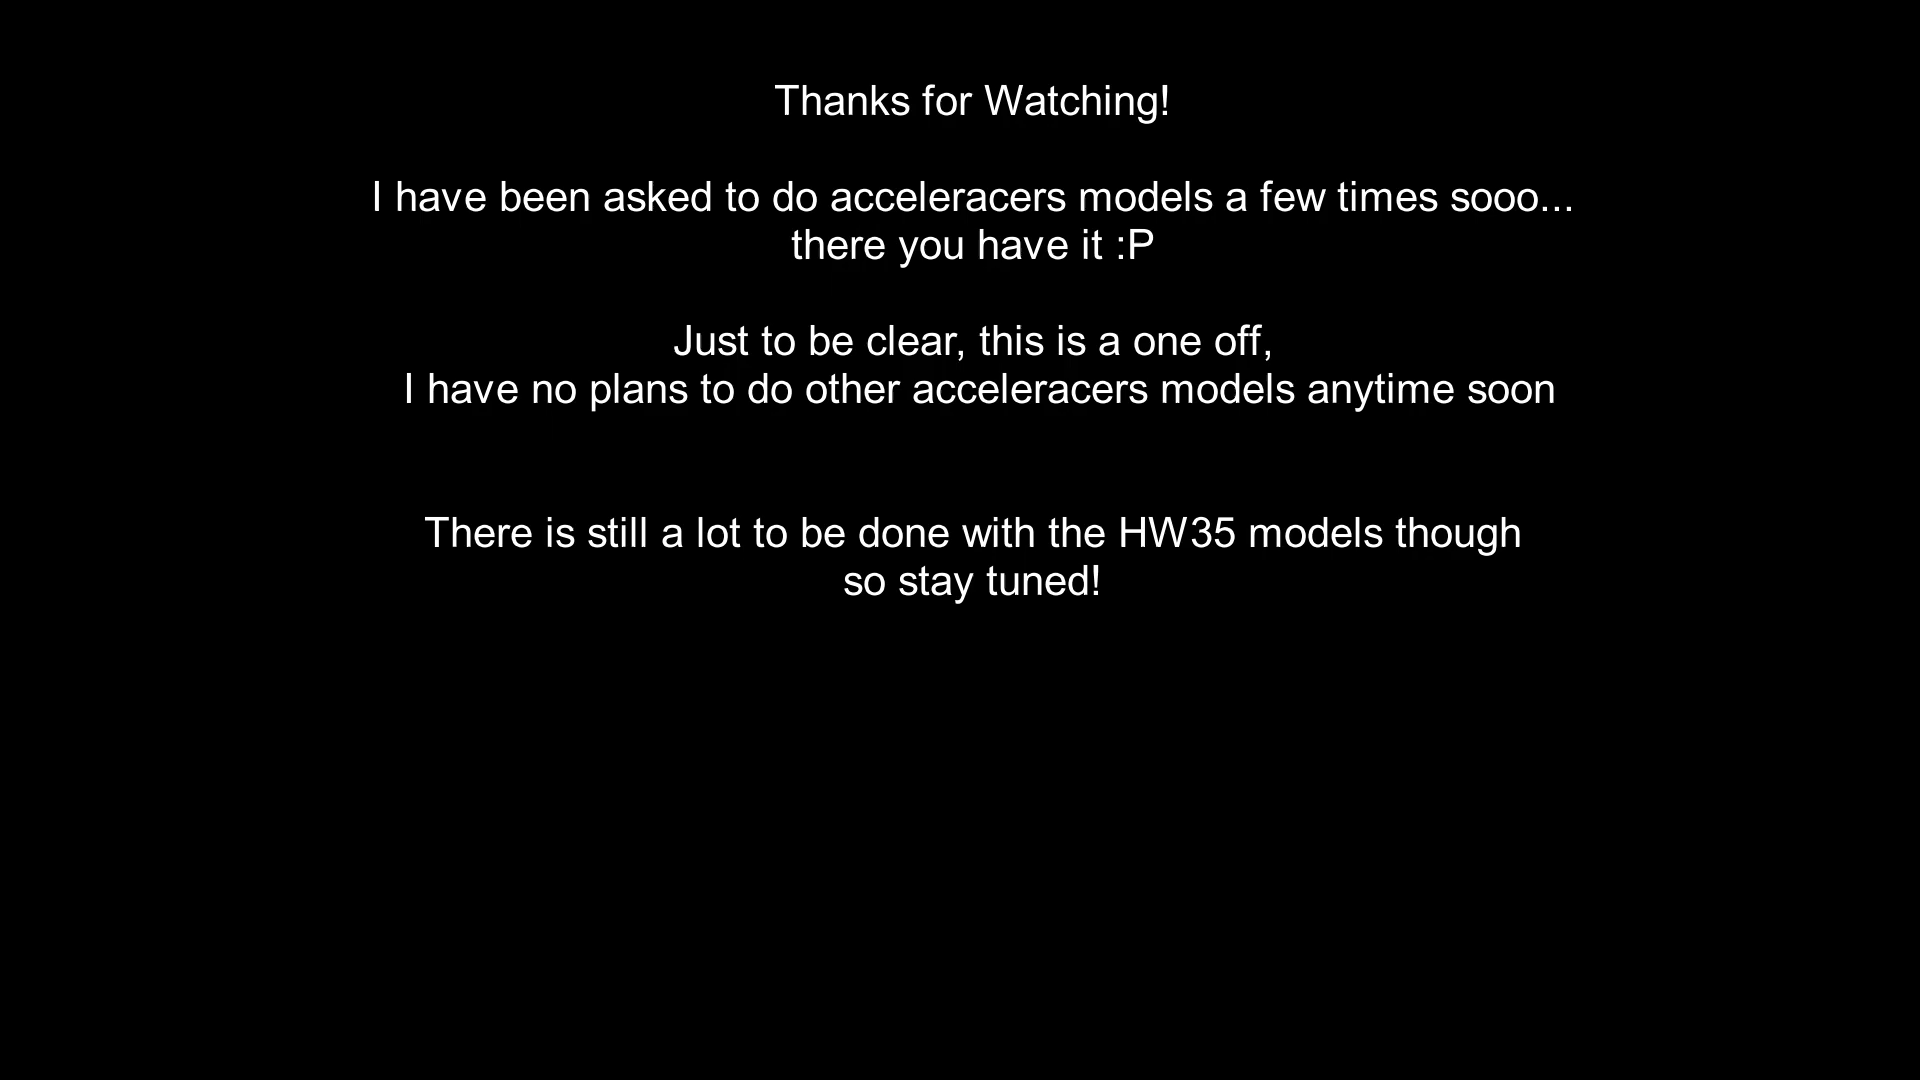 Thanks for Watching!
I have been asked to do acceleracers models a few times sooo...
there you have it :P
Just to be clear, this is a one off,
I have no plans to do other acceleracers models anytime soon
There is still a lot to be done with the HW35 models though
so stay tuned!